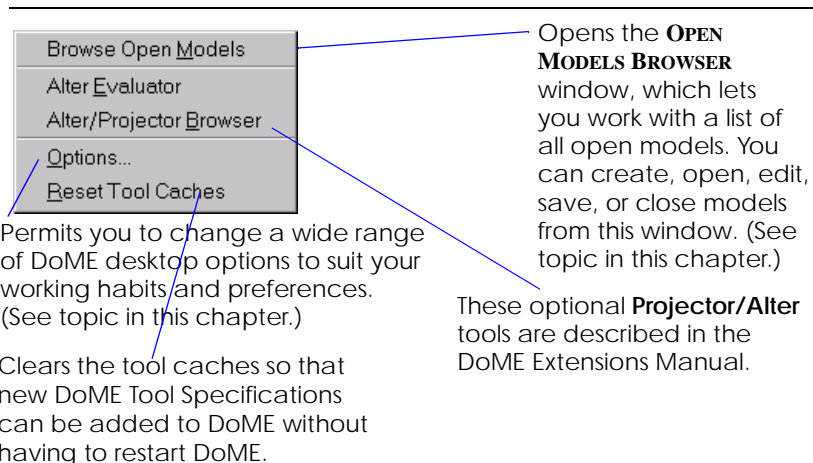 Browse Open Models
Alter Evaluator
Alter/Projector Browser
Options...
Reset Tool Caches
Opens the OPEN
MODELS BROWSER
window, which lets
you work with a list of
all open models. You
can create, open, edit,
save, or close models
from this window. (See
topic in this chapter.)
Permits you to change a wide range
of DoME desktop options to suit your
working habits and preferences.
(See topic in this chapter.)
These optional Projector/Alter
tools are described in the
DoME Extensions Manual.
Clears the tool caches so that
new DoME Tool Specifications
can be added to DoME without
having to restart DoME.